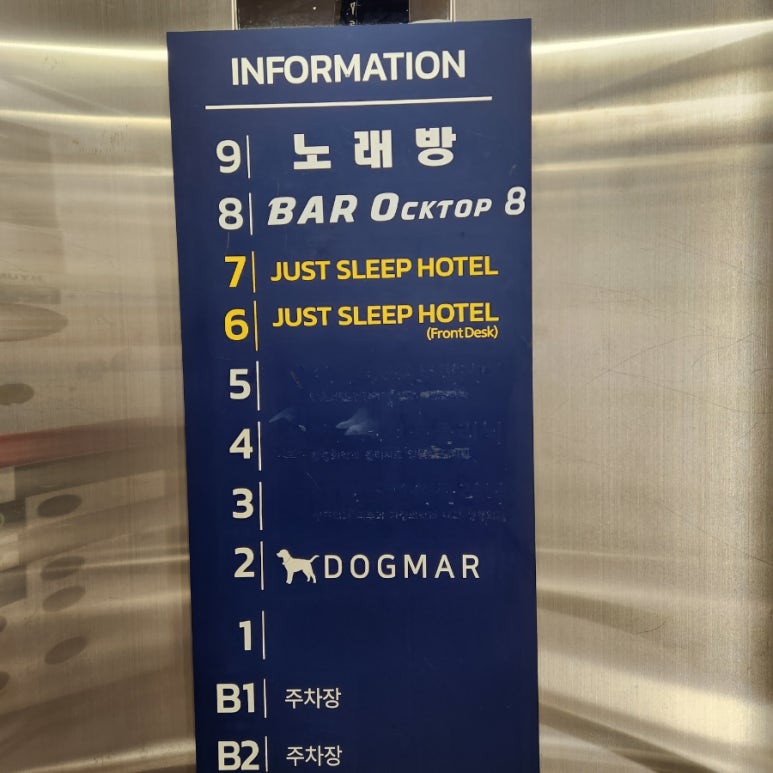 INFORMATION
9 노래방
8 BAR OCKTOP 8
7 JUST SLEEP HOTEL
6 JUST SLEEP HOTEL
(Front Desk)
5
4
3
2 DOGMAR
1
B1 주차장
B2 주차장